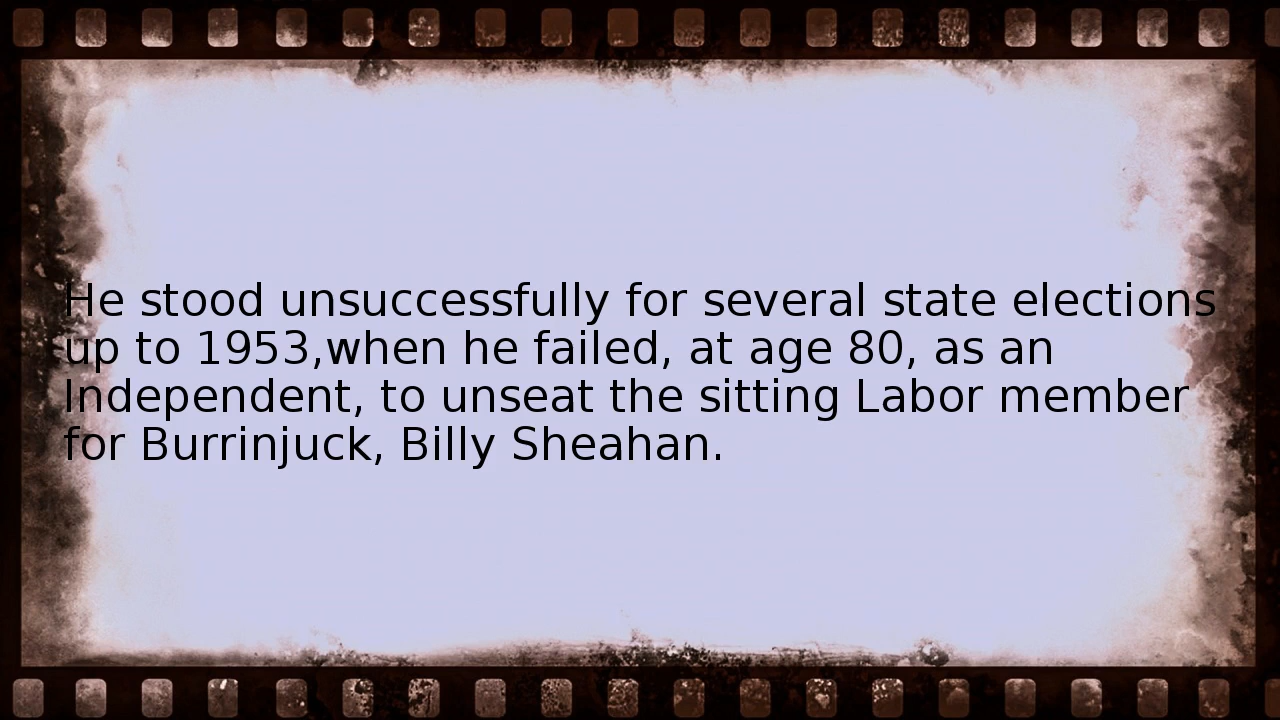 He stood unsuccessfully for several state elections
up to 1953,when he failed, at age 80, as an
Independent, to unseat the sitting Labor member
for Burrinjuck, Billy Sheahan.